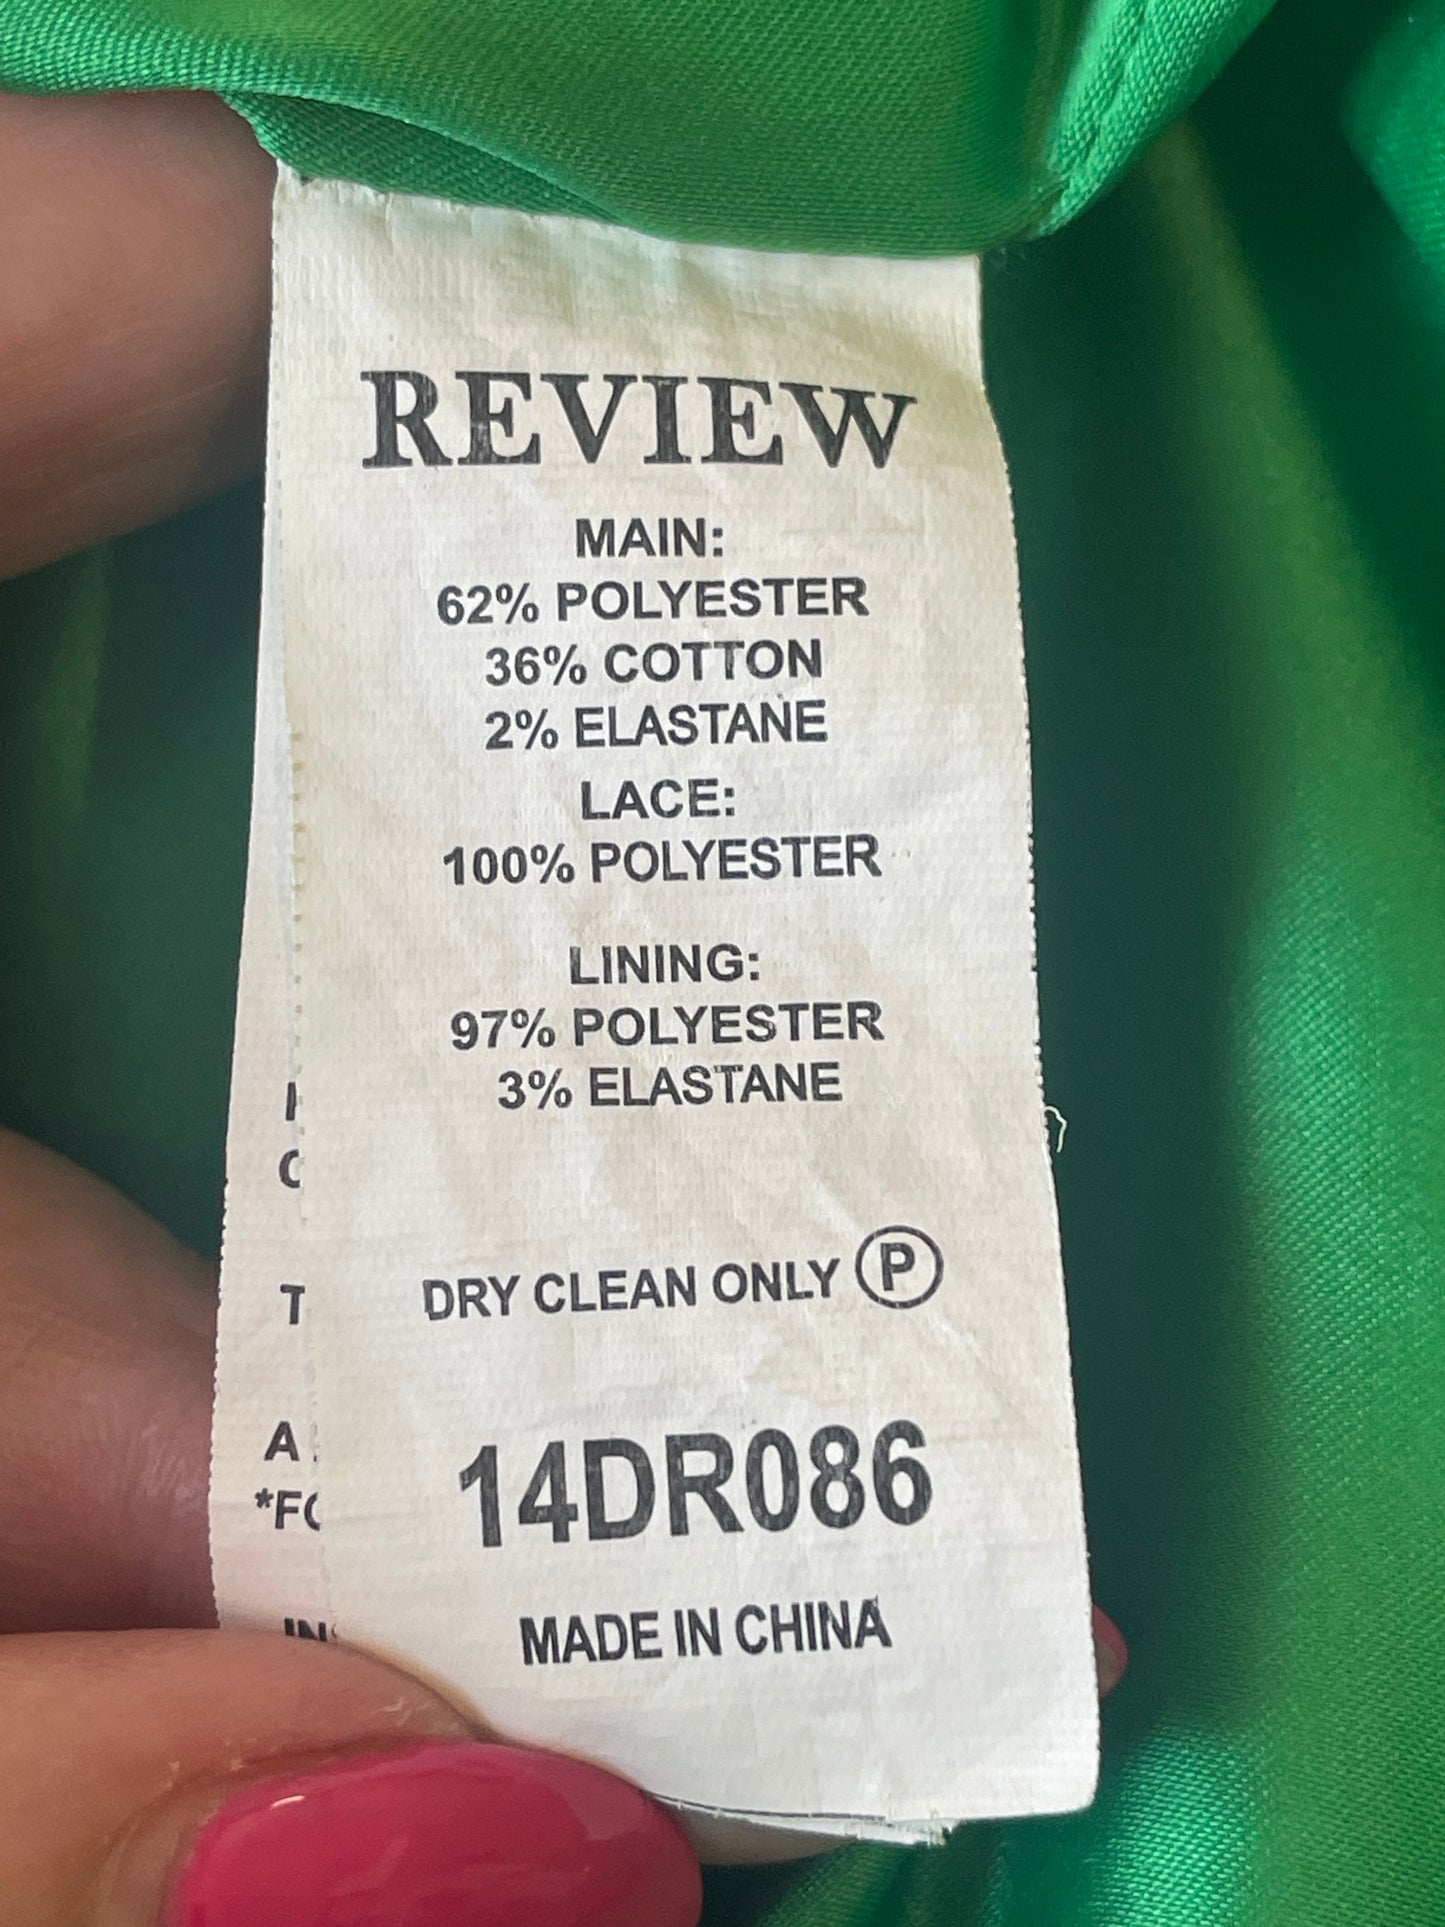 REVIEW
MAIN:
62% POLYESTER
36% COTTON
2% ELASTANE
LACE:
100% POLYESTER
LINING:
97% POLYESTER
3% ELASTANE
DRY CLEAN ONLY P
14DR086
MADE IN CHINA